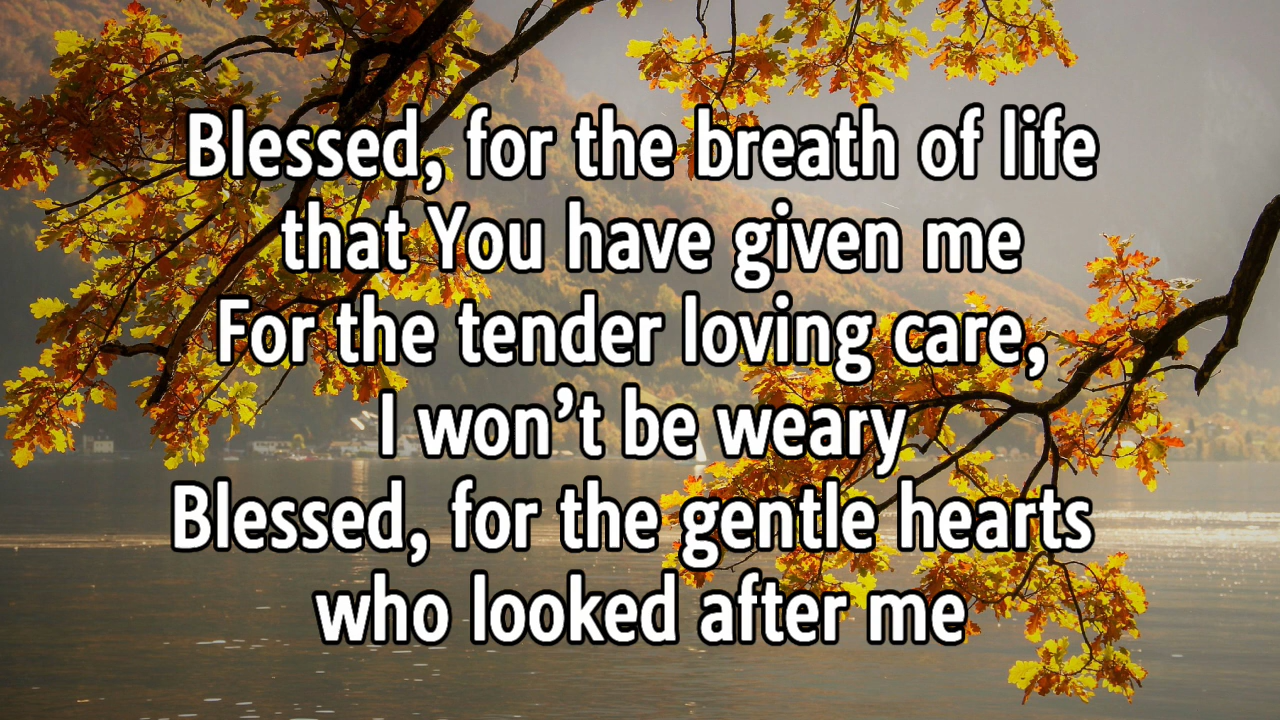 Blessed, for the breath of life
that You have given me
For the tender loving care,
I won’t be weary
Blessed, for the gentle hearts
who looked after me